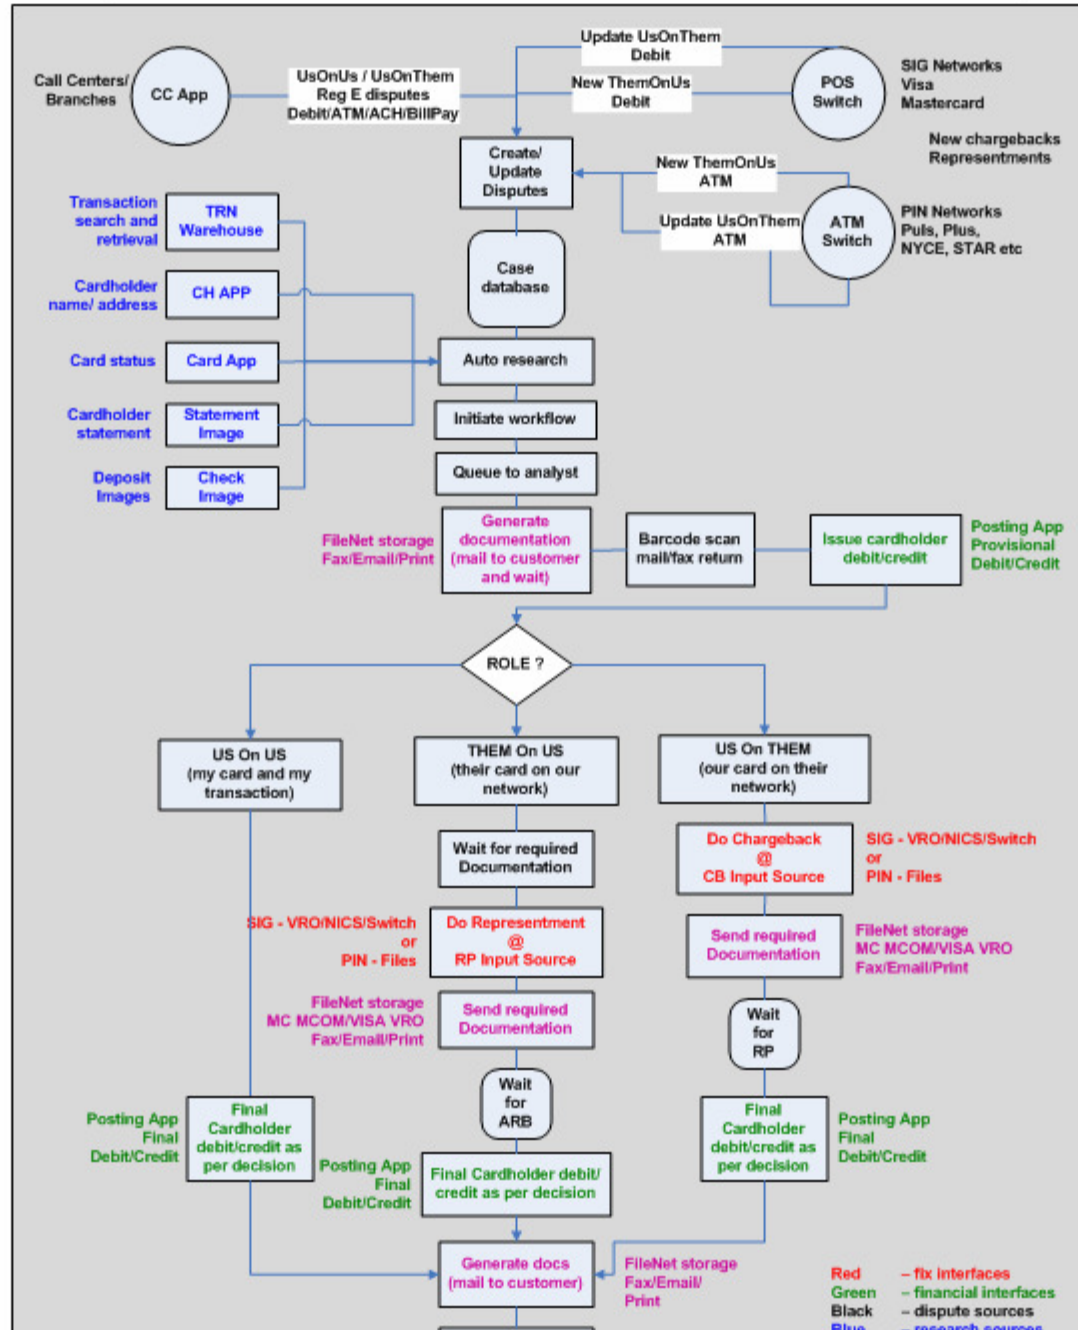 Update UsOnThem
Debit
Call Centers/
Branches
CC App
UsOnUs / UsOnThem
Reg E disputes
Debit/ATM/ACH/BillPay
New ThemOnUs
Debit
POS
Switch
SIG Networks
Visa
Mastercard
New chargebacks
Representments
Create/
Update
Disputes
New ThemOnUs
ATM
Update UsOnThem
ATM
ATM
Switch
PIN Networks
Puls, Plus,
NYCE, STAR etc
Transaction
search and
retrieval
TRN
Warehouse
Case
database
Cardholder
name/ address
CH APP
Card status
Card App
Auto research
Cardholder
statement
Statement
Image
Initiate workflow
Deposit
Images
Check
Image
Queue to analyst
FileNet storage
Fax/Email/Print
Generate
documentation
(mail to customer
and wait)
Barcode scan
mail/fax return
Issue cardholder
debit/credit
Posting App
Provisional
Debit/Credit
ROLE ?
US On US
(my card and my
transaction)
THEM On US
(their card on our
network)
US On THEM
(our card on their
network)
Wait for required
Documentation
Do Chargeback
@
CB Input Source
SIG - VRO/NICS/Switch
or
PIN - Files
SIG - VRO/NICS/Switch
or
PIN - Files
Do Representment
@
RP Input Source
Send required
Documentation
FileNet storage
MC MCOM/VISA VRO
Fax/Email/Print
FileNet storage
MC MCOM/VISA VRO
Fax/Email/Print
Send required
Documentation
Wait
for
RP
Wait
for
ARB
Posting App
Final
Debit/Credit
Final
Cardholder
debit/credit as
per decision
Posting App
Final
Debit/Credit
Final Cardholder debit/
credit as per decision
Final
Cardholder
debit/credit as
per decision
Posting App
Final
Debit/Credit
Generate docs
(mail to customer)
FileNet storage
Fax/Email/
Print
Red – fix interfaces
Green – financial interfaces
Black – dispute sources
Blue – research sources